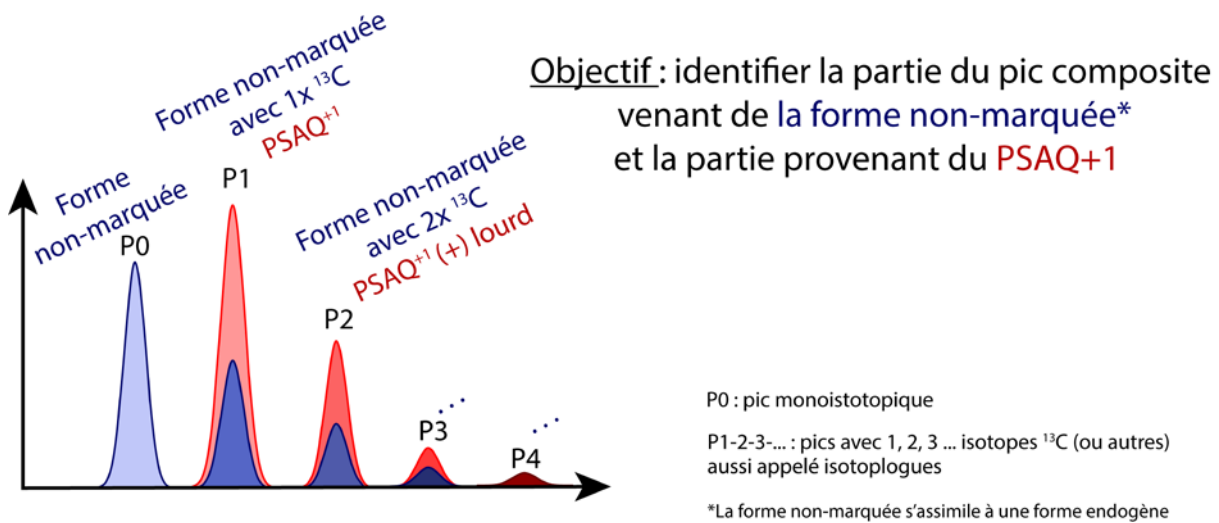 Forme
non-marquée
P0
Forme non-marquée
avec 1x ¹³C
PSAQ⁺¹
P1
Forme non-marquée
avec 2x ¹³C
PSAQ⁺¹ (+) lourd
P2
...
P3
...
P4
Objectif : identifier la partie du pic composite
venant de la forme non-marquée*
et la partie provenant du PSAQ+1
P0 : pic monoistotopique
P1-2-3-... : pics avec 1, 2, 3 ... isotopes ¹³C (ou autres)
aussi appelé isotoplogues
*La forme non-marquée s'assimile à une forme endogène